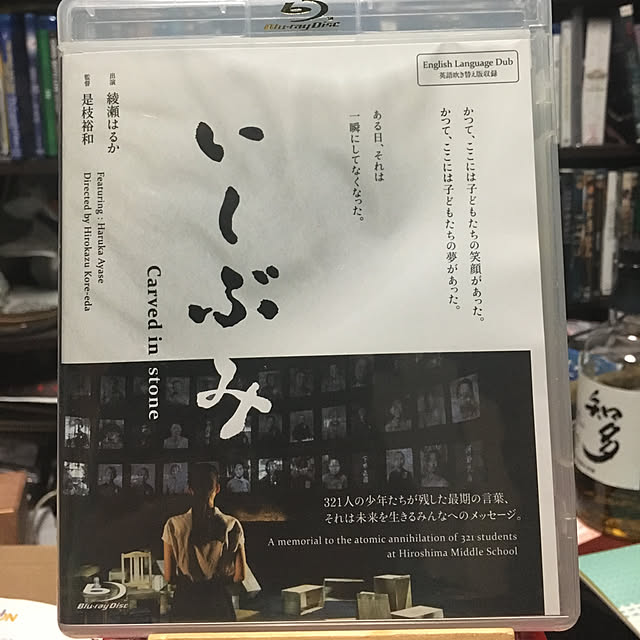 Blu-ray Disc
English Language Dub
英語吹き替え版収録
かつて、ここには子どもたちの笑顔があった。
かつて、ここには子どもたちの夢があった。
ある日、それは
一瞬にしてなくなった。
いしぶみ
Carved in stone
出演 綾瀬はるか
監督 是枝裕和
Featuring : Haruka Ayase
Directed by Hirokazu Kore-eda
321人の少年たちが残した最期の言葉、
それは未来を生きるみんなへのメッセージ。
A memorial to the atomic annihilation of 321 students
at Hiroshima Middle School
Blu-ray Disc
知多